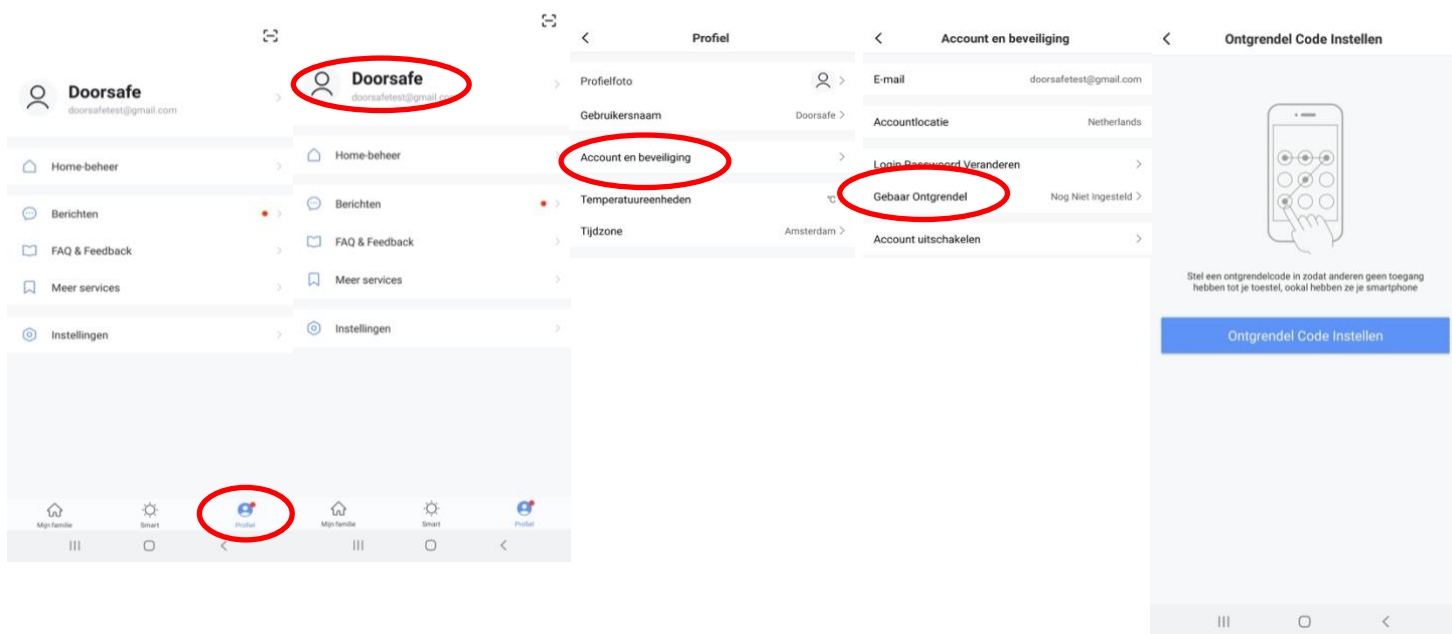 Doorsafe
doorsafetest@gmail.com
Home-beheer
Berichten
FAQ & Feedback
Meer services
Instellingen
Mijn familie
Smart
Profiel
Doorsafe
doorsafetest@gmail.com
Home-beheer
Berichten
FAQ & Feedback
Meer services
Instellingen
Mijn familie
Smart
Profiel
Profiel
Profielfoto
Gebruikersnaam Doorsafe
Account en beveiliging
Temperatuureenheden °C
Tijdzone Amsterdam
Account en beveiliging
E-mail doorsafetest@gmail.com
Accountlocatie Netherlands
Login Passwoord Veranderen
Gebaar Ontgrendel Nog Niet Ingesteld
Account uitschakelen
Ontgrendel Code Instellen
Stel een ontgrendelcode in zodat anderen geen toegang
hebben tot je toestel, ookal hebben ze je smartphone
Ontgrendel Code Instellen